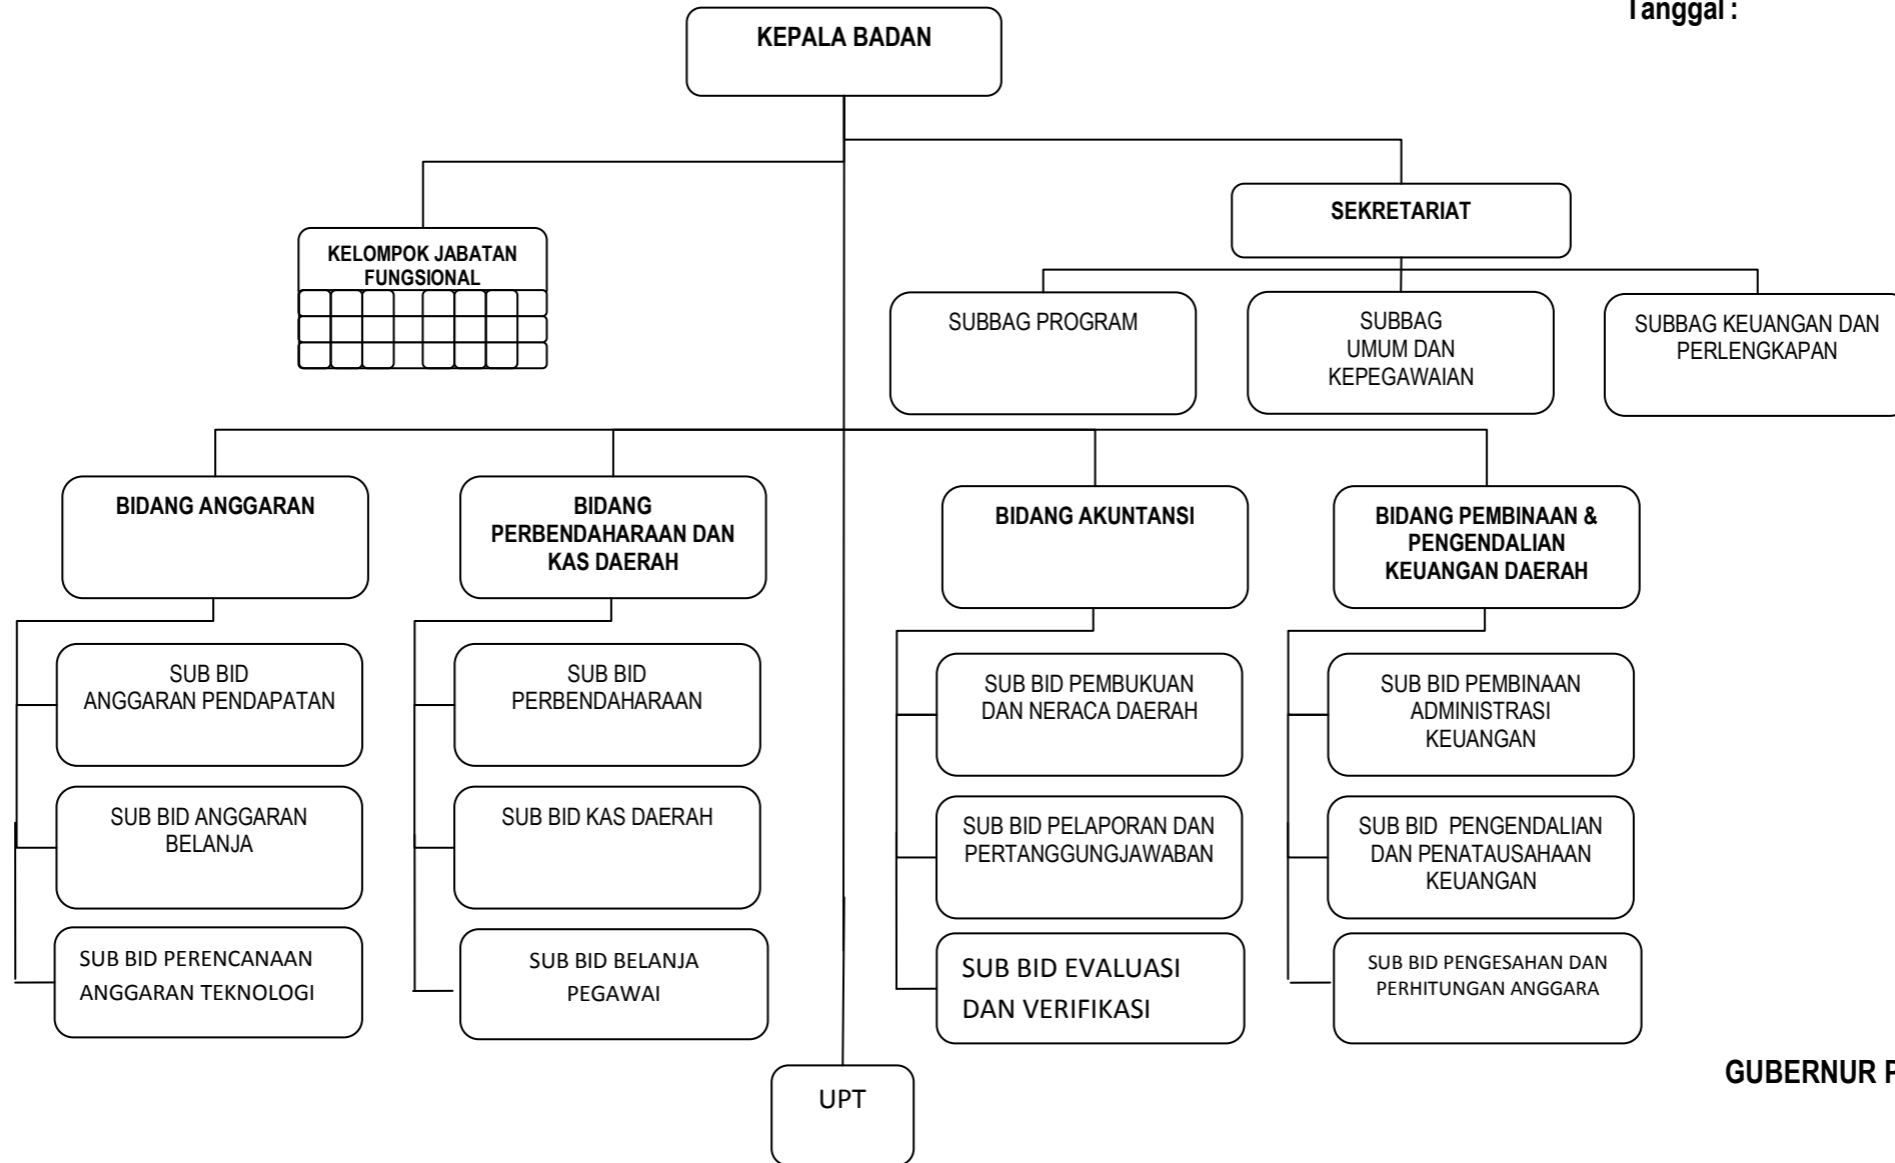 Tanggal :
KEPALA BADAN
SEKRETARIAT
KELOMPOK JABATAN
FUNGSIONAL
SUBBAG PROGRAM
SUBBAG
UMUM DAN
KEPEGAWAIAN
SUBBAG KEUANGAN DAN
PERLENGKAPAN
BIDANG ANGGARAN
BIDANG
PERBENDAHARAAN DAN
KAS DAERAH
BIDANG AKUNTANSI
BIDANG PEMBINAAN &
PENGENDALIAN
KEUANGAN DAERAH
SUB BID
ANGGARAN PENDAPATAN
SUB BID
PERBENDAHARAAN
SUB BID PEMBUKUAN
DAN NERACA DAERAH
SUB BID PEMBINAAN
ADMINISTRASI
KEUANGAN
SUB BID ANGGARAN
BELANJA
SUB BID KAS DAERAH
SUB BID PELAPORAN DAN
PERTANGGUNGJAWABAN
SUB BID  PENGENDALIAN
DAN PENATAUSAHAAN
KEUANGAN
SUB BID PERENCANAAN
ANGGARAN TEKNOLOGI
SUB BID BELANJA
PEGAWAI
SUB BID EVALUASI
DAN VERIFIKASI
SUB BID PENGESAHAN DAN
PERHITUNGAN ANGGARA
UPT
GUBERNUR P